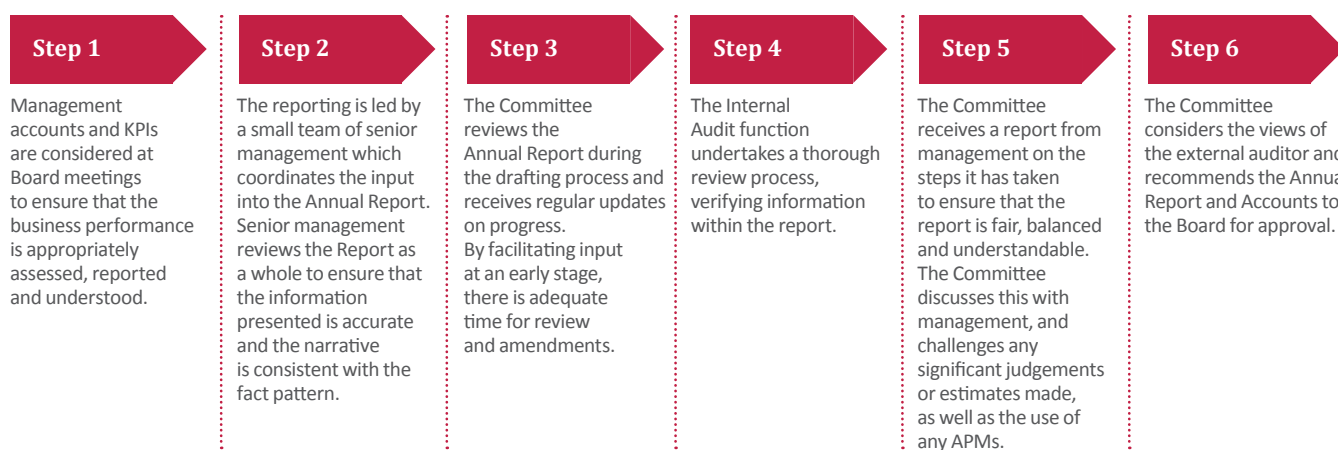 Step 1
Management
accounts and KPIs
are considered at
Board meetings
to ensure that the
business performance
is appropriately
assessed, reported
and understood.
Step 2
The reporting is led by
a small team of senior
management which
coordinates the input
into the Annual Report.
Senior management
reviews the Report as
a whole to ensure that
the information
presented is accurate
and the narrative
is consistent with the
fact pattern.
Step 3
The Committee
reviews the
Annual Report during
the drafting process and
receives regular updates
on progress.
By facilitating input
at an early stage,
there is adequate
time for review
and amendments.
Step 4
The Internal
Audit function
undertakes a thorough
review process,
verifying information
within the report.
Step 5
The Committee
receives a report from
management on the
steps it has taken
to ensure that the
report is fair, balanced
and understandable.
The Committee
discusses this with
management, and
challenges any
significant judgements
or estimates made,
as well as the use of
any APMs.
Step 6
The Committee
considers the views of
the external auditor and
recommends the Annual
Report and Accounts to
the Board for approval.